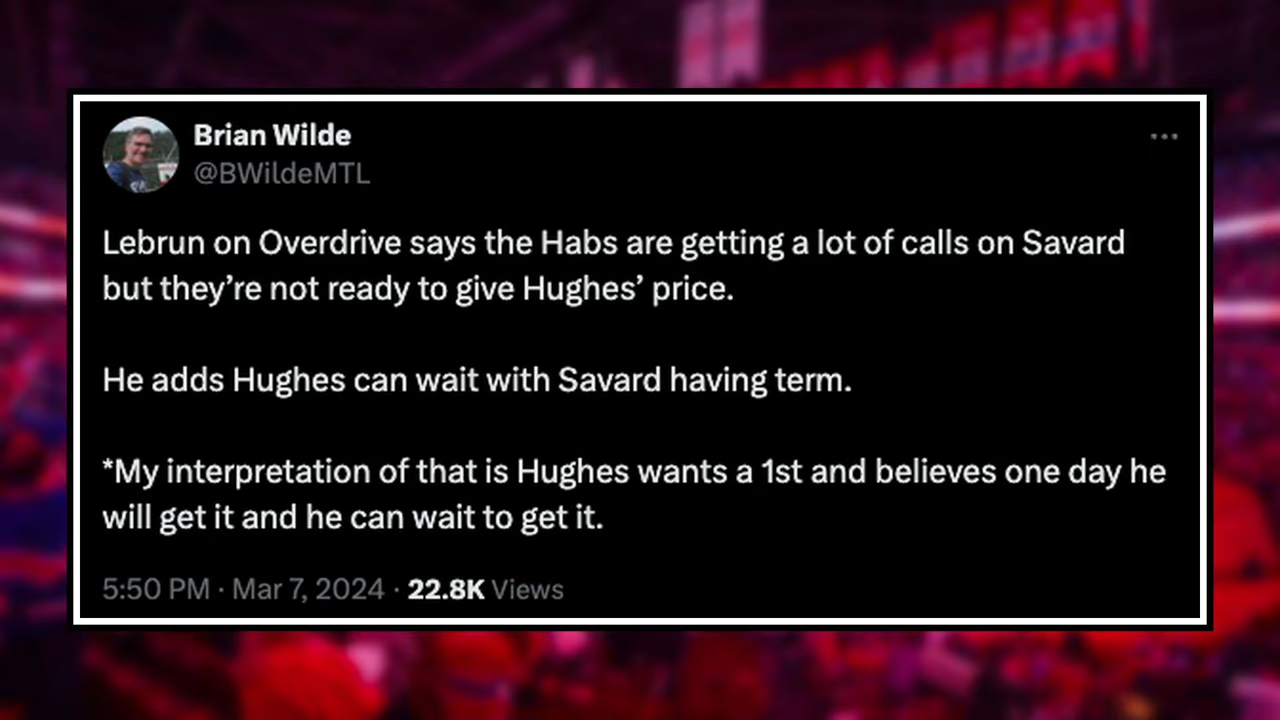 Brian Wilde
@BWildeMTL
Lebrun on Overdrive says the Habs are getting a lot of calls on Savard
but they’re not ready to give Hughes’ price.
He adds Hughes can wait with Savard having term.
*My interpretation of that is Hughes wants a 1st and believes one day he
will get it and he can wait to get it.
5:50 PM · Mar 7, 2024 · 22.8K Views